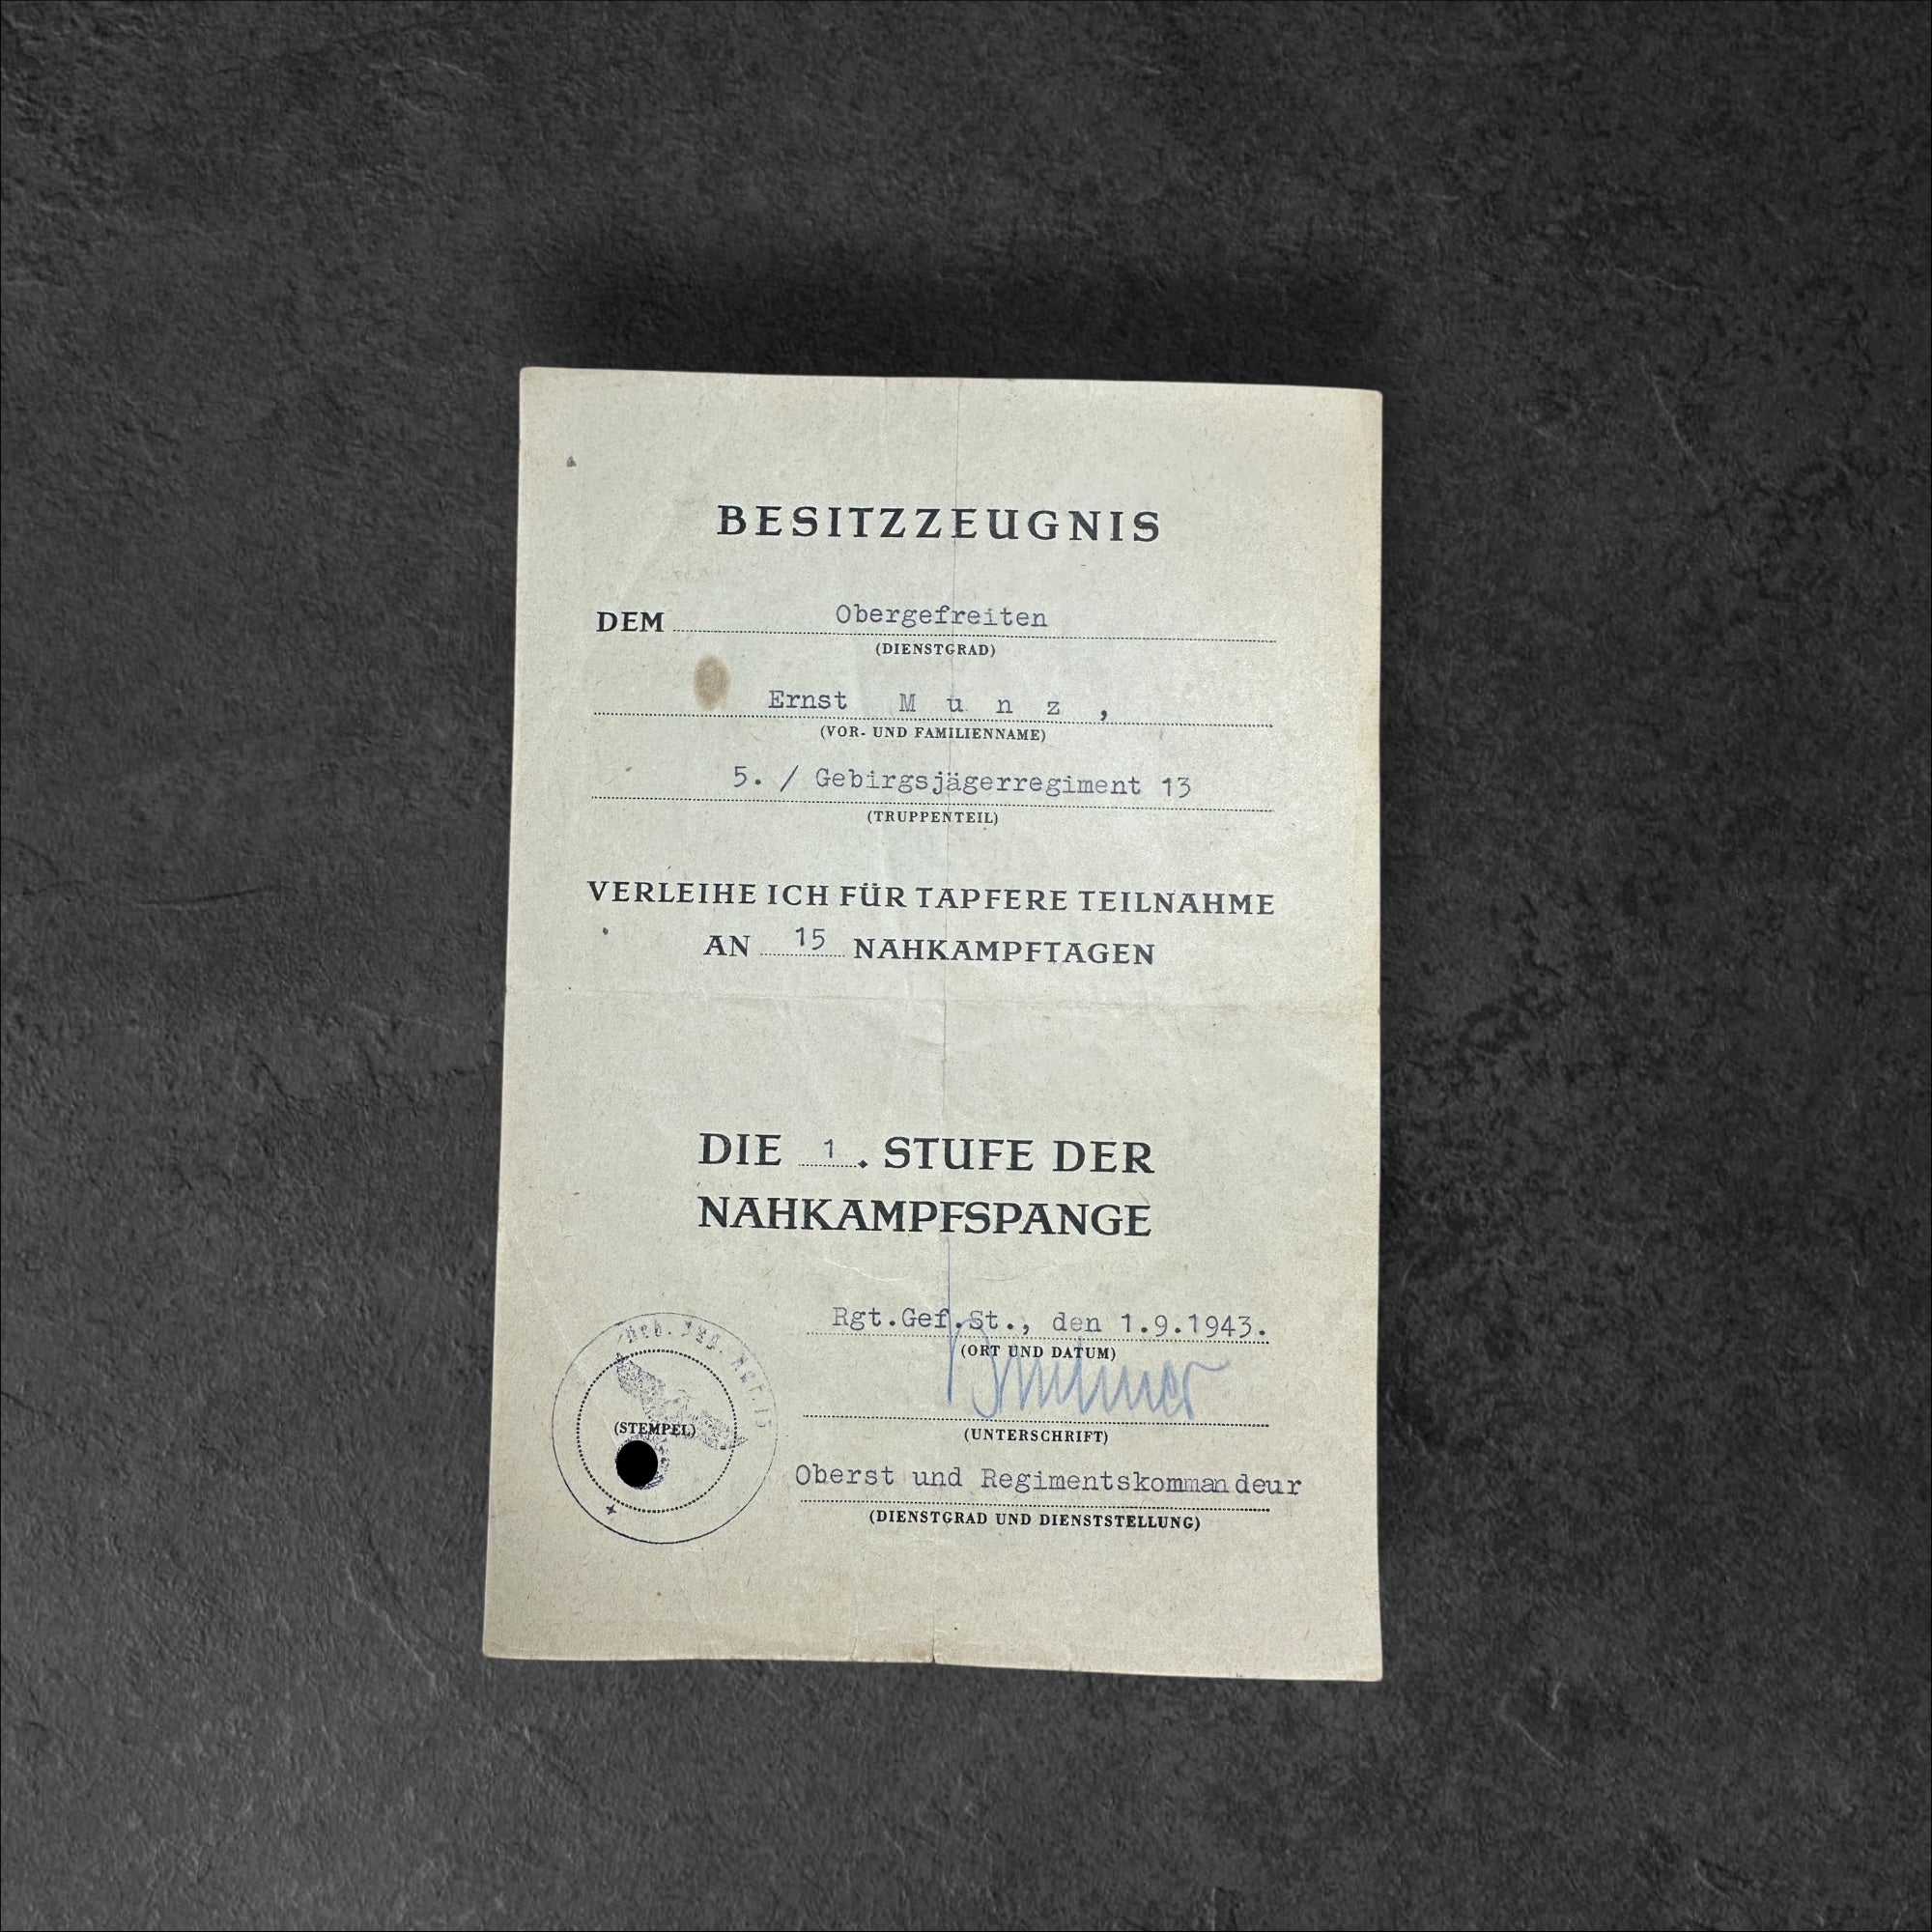 BESITZZEUGNIS
DEM Obergefreiten
(DIENSTGRAD)
Ernst M u n z ,
(VOR- UND FAMILIENNAME)
5. / Gebirgsjägerregiment 13
(TRUPPENTEIL)
VERLEIHE ICH FÜR TAPFERE TEILNAHME
AN 15 NAHKAMPFTAGEN
DIE 1. STUFE DER
NAHKAMPFSPANGE
Rgt.Gef.St., den 1.9.1943.
(ORT UND DATUM)
(STEMPEL)
(UNTERSCHRIFT)
Oberst und Regimentskommandeur
(DIENSTGRAD UND DIENSTSTELLUNG)